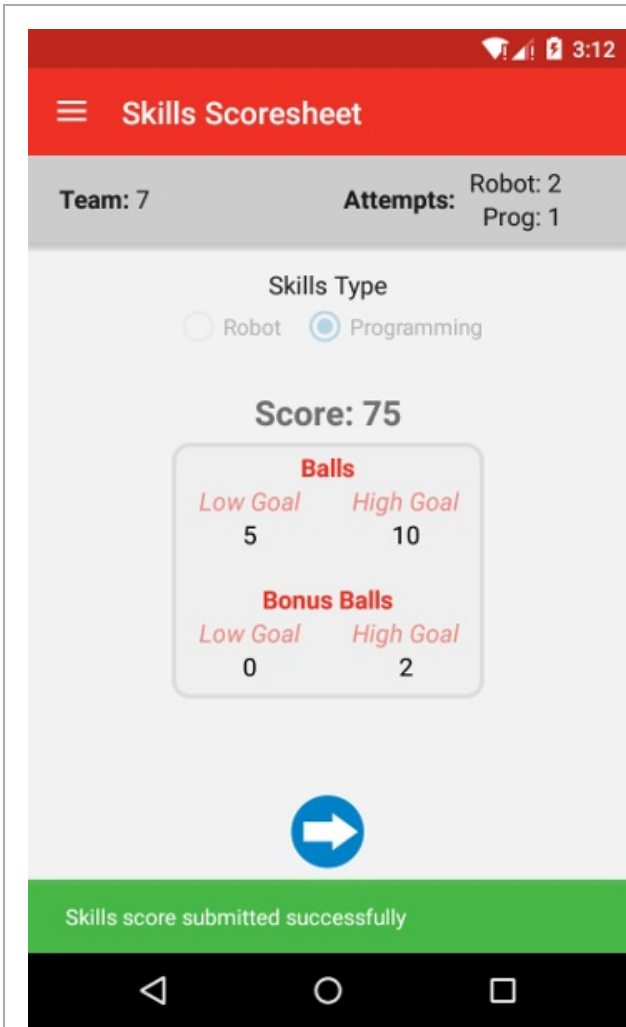 3:12
Skills Scoresheet
Team: 7 Attempts: Robot: 2
Prog: 1
Skills Type
Robot Programming
Score: 75
Balls
Low Goal High Goal
5 10
Bonus Balls
Low Goal High Goal
0 2
Skills score submitted successfully